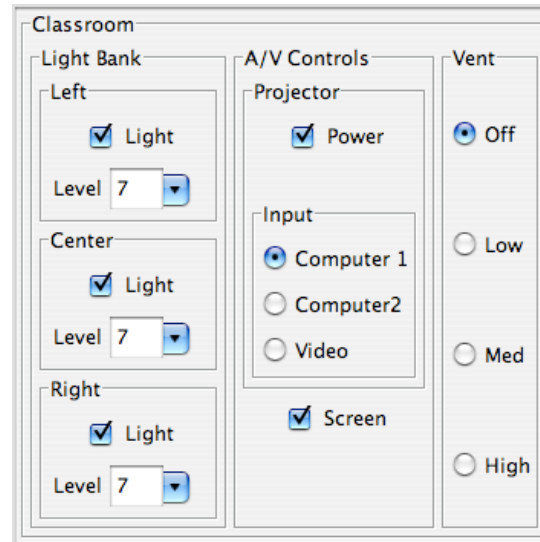 Classroom
Light Bank
Left
Light
Level 7
Center
Light
Level 7
Right
Light
Level 7
A/V Controls
Projector
Power
Input
Computer 1
Computer2
Video
Screen
Vent
Off
Low
Med
High